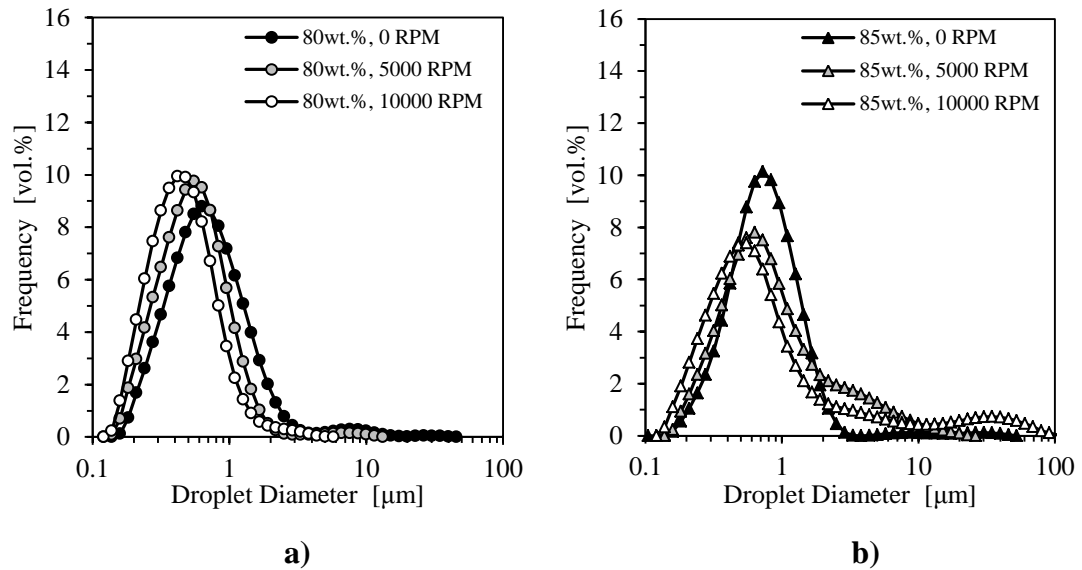 16
14
12
10
8
6
4
2
0
Frequency [vol.%]
80wt.%, 0 RPM
80wt.%, 5000 RPM
80wt.%, 10000 RPM
0.1
1
10
100
Droplet Diameter [µm]
a)
16
14
12
10
8
6
4
2
0
Frequency [vol.%]
85wt.%, 0 RPM
85wt.%, 5000 RPM
85wt.%, 10000 RPM
0.1
1
10
100
Droplet Diameter [µm]
b)